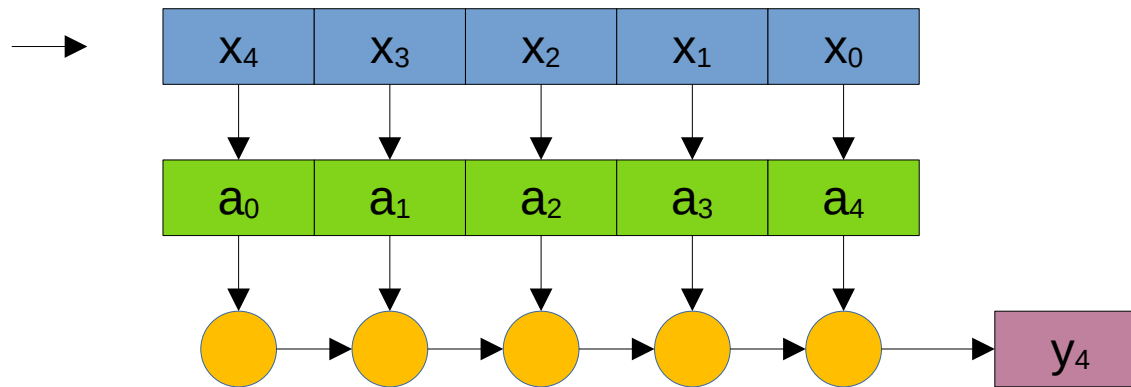 x₄ x₃ x₂ x₁ x₀
a₀ a₁ a₂ a₃ a₄
y₄